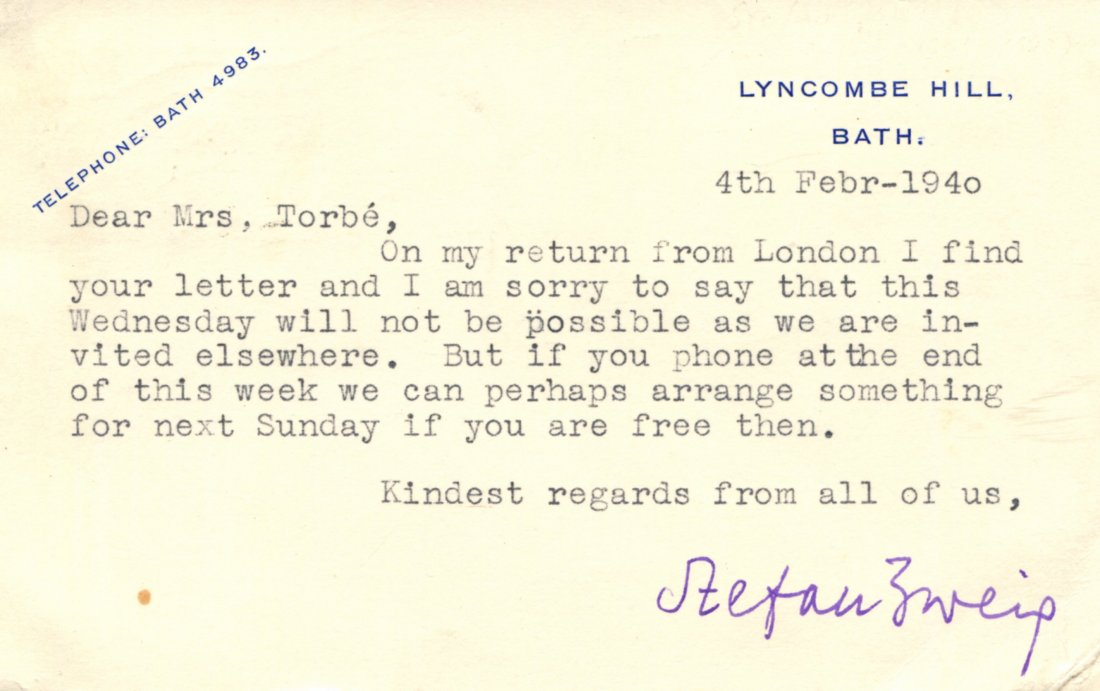 TELEPHONE: BATH 4983.
LYNCOMBE HILL,
BATH.
4th Febr-194o
Dear Mrs, Torbé,
On my return from London I find
your letter and I am sorry to say that this
Wednesday will not be possible as we are in-
vited elsewhere. But if you phone at the end
of this week we can perhaps arrange something
for next Sunday if you are free then.
Kindest regards from all of us,
Stefan Zweig